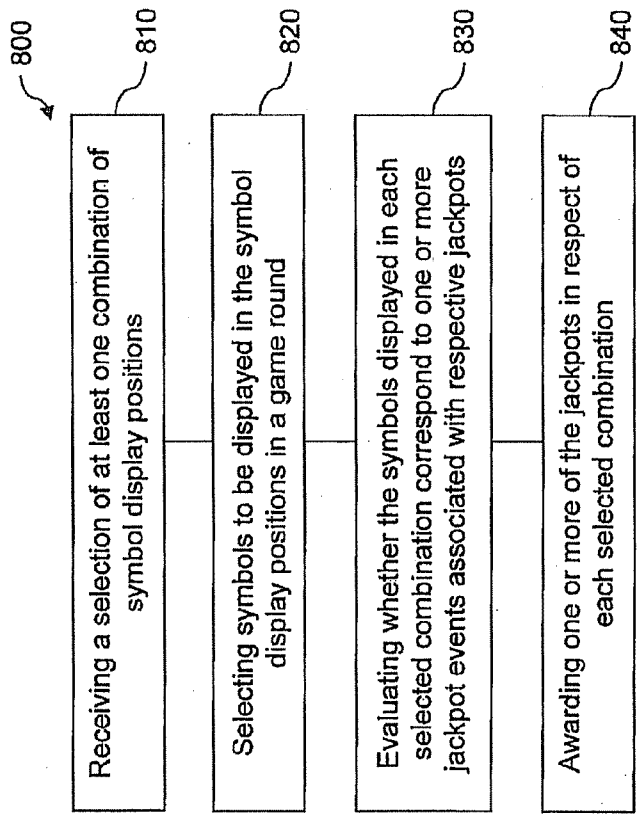 800
Receiving a selection of at least one combination of
symbol display positions
810
Selecting symbols to be displayed in the symbol
display positions in a game round
820
Evaluating whether the symbols displayed in each
selected combination correspond to one or more
jackpot events associated with respective jackpots
830
Awarding one or more of the jackpots in respect of
each selected combination
840